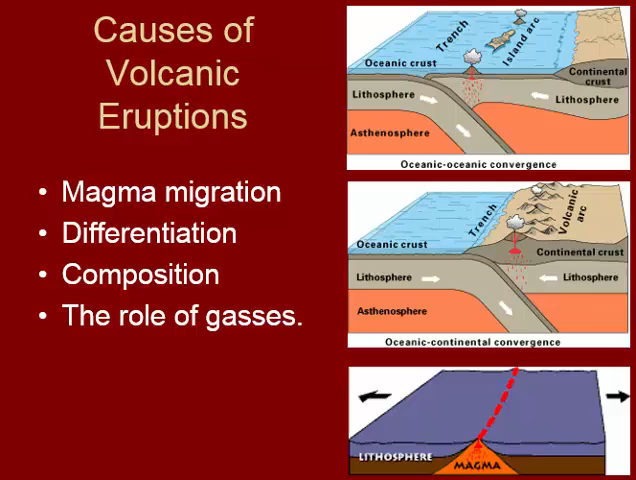 Causes of
Volcanic
Eruptions
• Magma migration
• Differentiation
• Composition
• The role of gasses.
Trench
Island arc
Oceanic crust
Continental
crust
Lithosphere
Lithosphere
Asthenosphere
Oceanic-oceanic convergence
Trench
Volcanic
arc
Oceanic crust
Continental crust
Lithosphere
Lithosphere
Asthenosphere
Oceanic-continental convergence
LITHOSPHERE
MAGMA